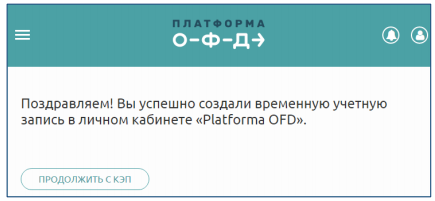 ПЛАТФОРМА
О-Ф-Д→
Поздравляем! Вы успешно создали временную учетную
запись в личном кабинете «Platforma OFD».
ПРОДОЛЖИТЬ С КЭП